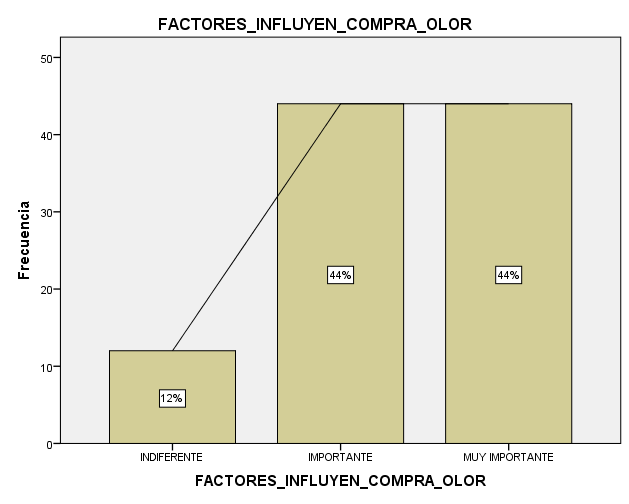 FACTORES_INFLUYEN_COMPRA_OLOR
50
40
30
20
10
0
Frecuencia
12%
44%
44%
INDIFERENTE
IMPORTANTE
MUY IMPORTANTE
FACTORES_INFLUYEN_COMPRA_OLOR